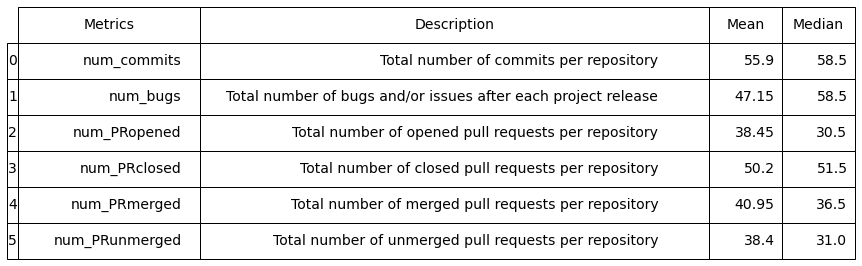 Metrics Description Mean Median
0 num_commits Total number of commits per repository 55.9 58.5
1 num_bugs Total number of bugs and/or issues after each project release 47.15 58.5
2 num_PRopened Total number of opened pull requests per repository 38.45 30.5
3 num_PRclosed Total number of closed pull requests per repository 50.2 51.5
4 num_PRmerged Total number of merged pull requests per repository 40.95 36.5
5 num_PRunmerged Total number of unmerged pull requests per repository 38.4 31.0